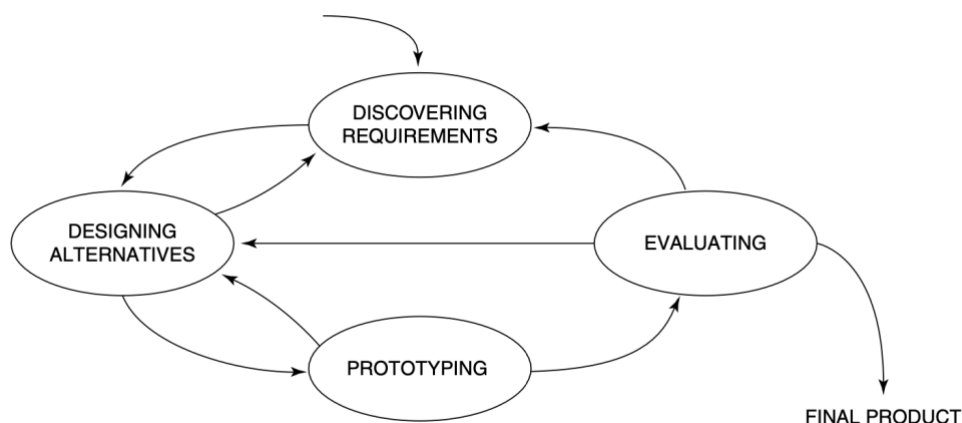 DISCOVERING
REQUIREMENTS
DESIGNING
ALTERNATIVES
EVALUATING
PROTOTYPING
FINAL PRODUCT